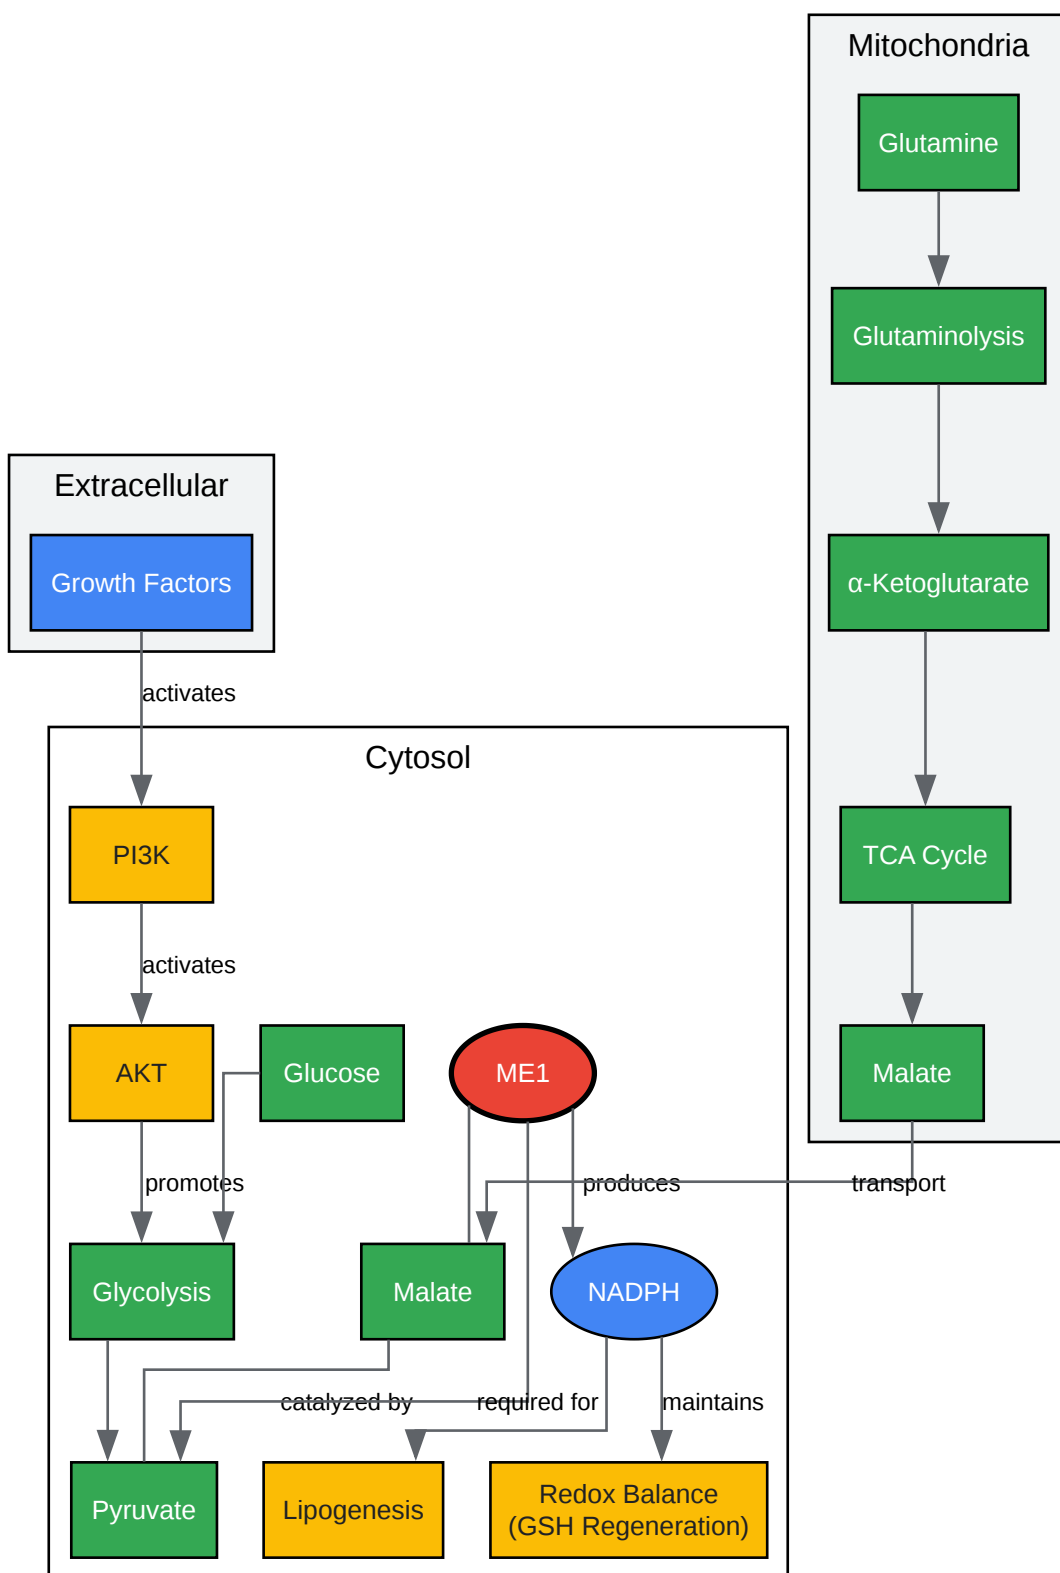 Mitochondria
Glutamine
Glutaminolysis
Extracellular
Growth Factors
α-Ketoglutarate
activates
Cytosol
PI3K
TCA Cycle
activates
AKT
Glucose
ME1
Malate
promotes
produces
transport
Glycolysis
Malate
NADPH
catalyzed by
required for
maintains
Pyruvate
Lipogenesis
Redox Balance
(GSH Regeneration)